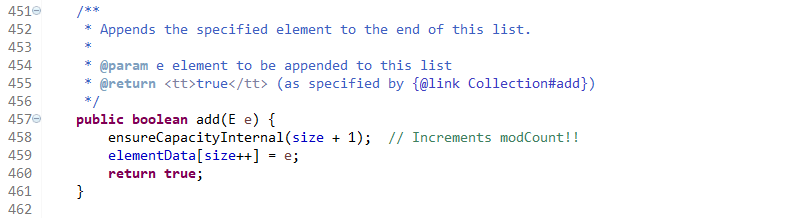 451 /**
452 * Appends the specified element to the end of this list.
453 *
454 * @param e element to be appended to this list
455 * @return <tt>true</tt> (as specified by {@link Collection#add})
456 */
457 public boolean add(E e) {
458 ensureCapacityInternal(size + 1); // Increments modCount!!
459 elementData[size++] = e;
460 return true;
461 }
462